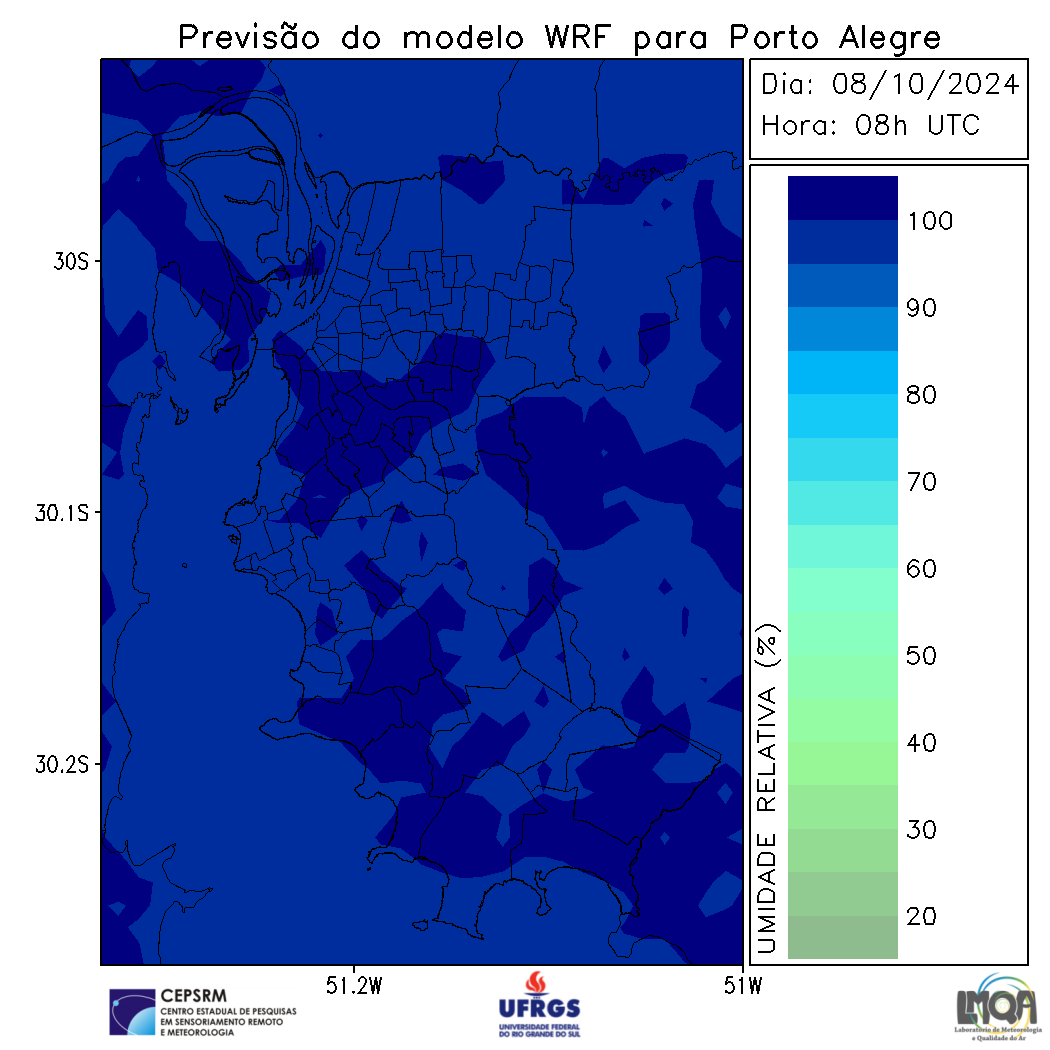 Previsão do modelo WRF para Porto Alegre
Dia: 08/10/2024
Hora: 08h UTC
100
90
80
70
60
50
40
30
20
UMIDADE RELATIVA (%)
30S
30.1S
30.2S
51.2W
51W
CEPSRM
CENTRO ESTADUAL DE PESQUISAS
EM SENSORIAMENTO REMOTO
E METEOROLOGIA
UFRGS
UNIVERSIDADE FEDERAL
DO RIO GRANDE DO SUL
LMQA
Laboratório de Meteorologia
e Qualidade do Ar